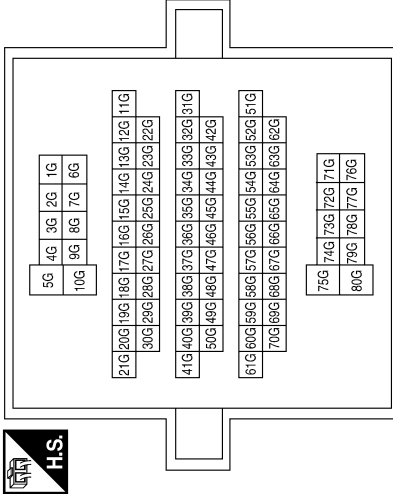 H.S.
5G 4G 3G 2G 1G
10G 9G 8G 7G 6G
21G 20G 19G 18G 17G 16G 15G 14G 13G 12G 11G
30G 29G 28G 27G 26G 25G 24G 23G 22G
41G 40G 39G 38G 37G 36G 35G 34G 33G 32G 31G
50G 49G 48G 47G 46G 45G 44G 43G 42G
61G 60G 59G 58G 57G 56G 55G 54G 53G 52G 51G
70G 69G 68G 67G 66G 65G 64G 63G 62G
75G 74G 73G 72G 71G
80G 79G 78G 77G 76G